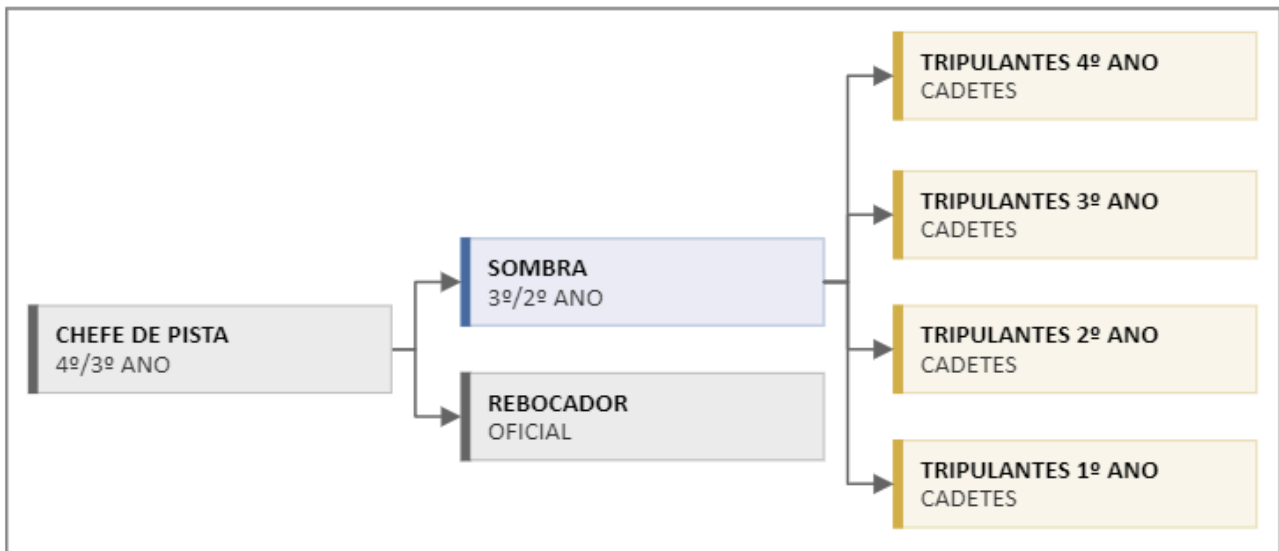 CHEFE DE PISTA
4º/3º ANO
SOMBRA
3º/2º ANO
REBOCADOR
OFICIAL
TRIPULANTES 4º ANO
CADETES
TRIPULANTES 3º ANO
CADETES
TRIPULANTES 2º ANO
CADETES
TRIPULANTES 1º ANO
CADETES